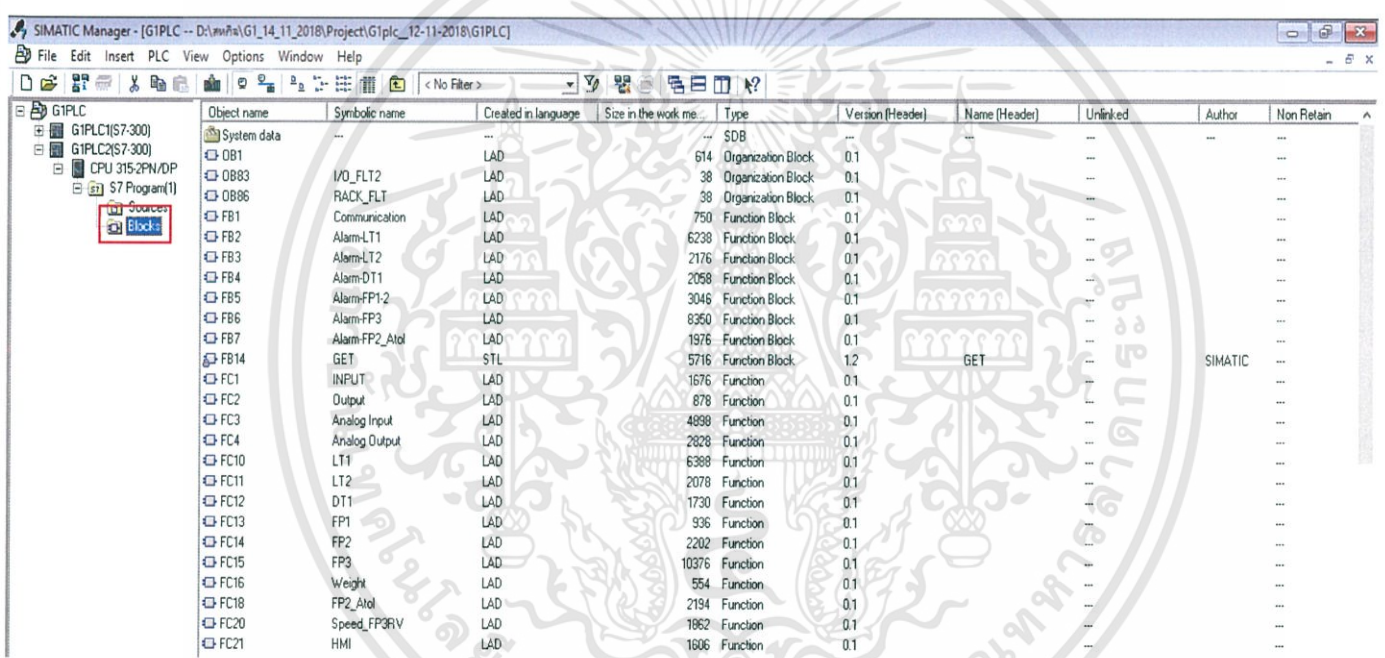 SIMATIC Manager - [G1PLC -- D:\สหกิจ\G1_14_11_2018\Project\G1plc__12-11-2018\G1PLC]
File Edit Insert PLC View Options Window Help
< No Filter >
G1PLC
G1PLC1(S7-300)
G1PLC2(S7-300)
CPU 315-2PN/DP
S7 Program(1)
Sources
Blocks
Object name Symbolic name Created in language Size in the work me... Type Version (Header) Name (Header) Unlinked Author Non Retain
System data --- --- --- SDB --- --- --- --- ---
OB1 LAD 614 Organization Block 0.1 --- ---
OB83 I/O_FLT2 LAD 38 Organization Block 0.1 --- ---
OB86 RACK_FLT LAD 38 Organization Block 0.1 --- ---
FB1 Communication LAD 750 Function Block 0.1 --- ---
FB2 Alarm-LT1 LAD 6238 Function Block 0.1 --- ---
FB3 Alarm-LT2 LAD 2176 Function Block 0.1 --- ---
FB4 Alarm-DT1 LAD 2058 Function Block 0.1 --- ---
FB5 Alarm-FP1-2 LAD 3046 Function Block 0.1 --- ---
FB6 Alarm-FP3 LAD 8350 Function Block 0.1 --- ---
FB7 Alarm-FP2_Atol LAD 1976 Function Block 0.1 --- ---
FB14 GET STL 5716 Function Block 1.2 GET --- SIMATIC ---
FC1 INPUT LAD 1676 Function 0.1 --- ---
FC2 Output LAD 878 Function 0.1 --- ---
FC3 Analog Input LAD 4898 Function 0.1 --- ---
FC4 Analog Output LAD 2828 Function 0.1 --- ---
FC10 LT1 LAD 6388 Function 0.1 --- ---
FC11 LT2 LAD 2078 Function 0.1 --- ---
FC12 DT1 LAD 1730 Function 0.1 --- ---
FC13 FP1 LAD 936 Function 0.1 --- ---
FC14 FP2 LAD 2202 Function 0.1 --- ---
FC15 FP3 LAD 10376 Function 0.1 --- ---
FC16 Weight LAD 554 Function 0.1 --- ---
FC18 FP2_Atol LAD 2194 Function 0.1 --- ---
FC20 Speed_FP3RV LAD 1862 Function 0.1 --- ---
FC21 HMI LAD 1606 Function 0.1 --- ---